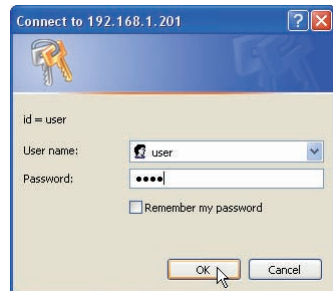 Connect to 192.168.1.201
id = user
User name: user
Password: ••••
Remember my password
OK Cancel